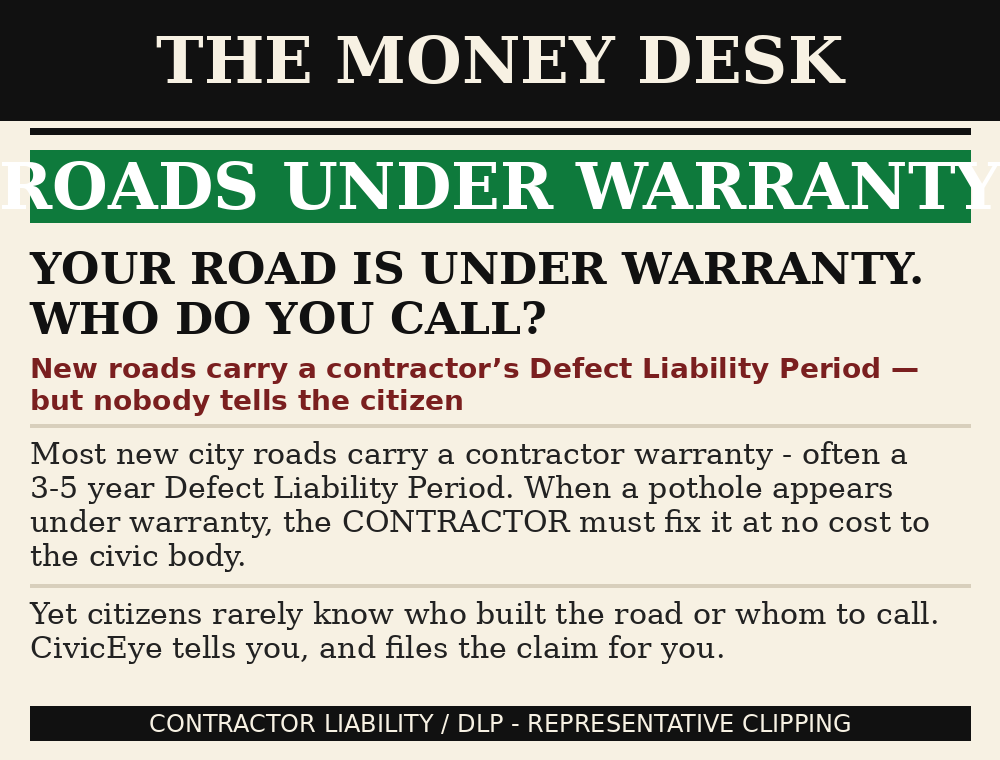 THE MONEY DESK
ROADS UNDER WARRANTY
YOUR ROAD IS UNDER WARRANTY.
WHO DO YOU CALL?
New roads carry a contractor’s Defect Liability Period —
but nobody tells the citizen
Most new city roads carry a contractor warranty - often a
3-5 year Defect Liability Period. When a pothole appears
under warranty, the CONTRACTOR must fix it at no cost to
the civic body.
Yet citizens rarely know who built the road or whom to call.
CivicEye tells you, and files the claim for you.
CONTRACTOR LIABILITY / DLP - REPRESENTATIVE CLIPPING